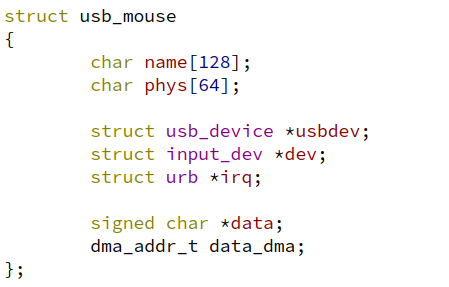 struct usb_mouse
{
        char name[128];
        char phys[64];

        struct usb_device *usbdev;
        struct input_dev *dev;
        struct urb *irq;

        signed char *data;
        dma_addr_t data_dma;
};